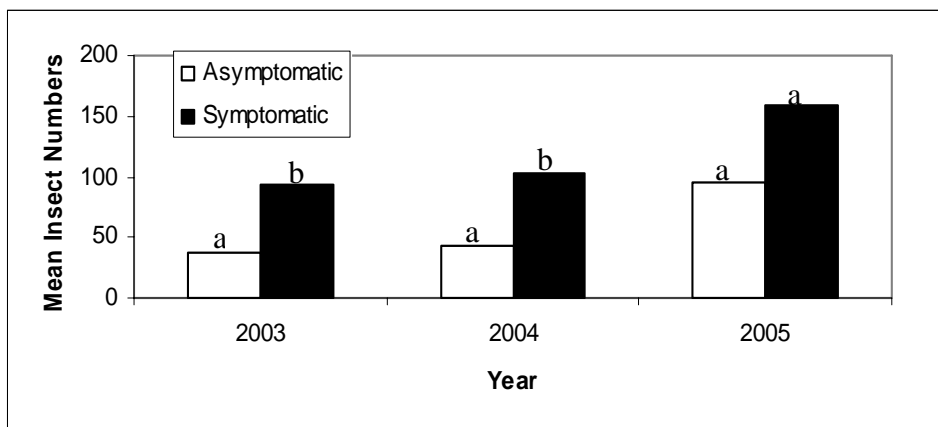 200
Asymptomatic
Symptomatic
a
150
b
b
a
100
a
a
50
0
Mean Insect Numbers
2003 2004 2005
Year